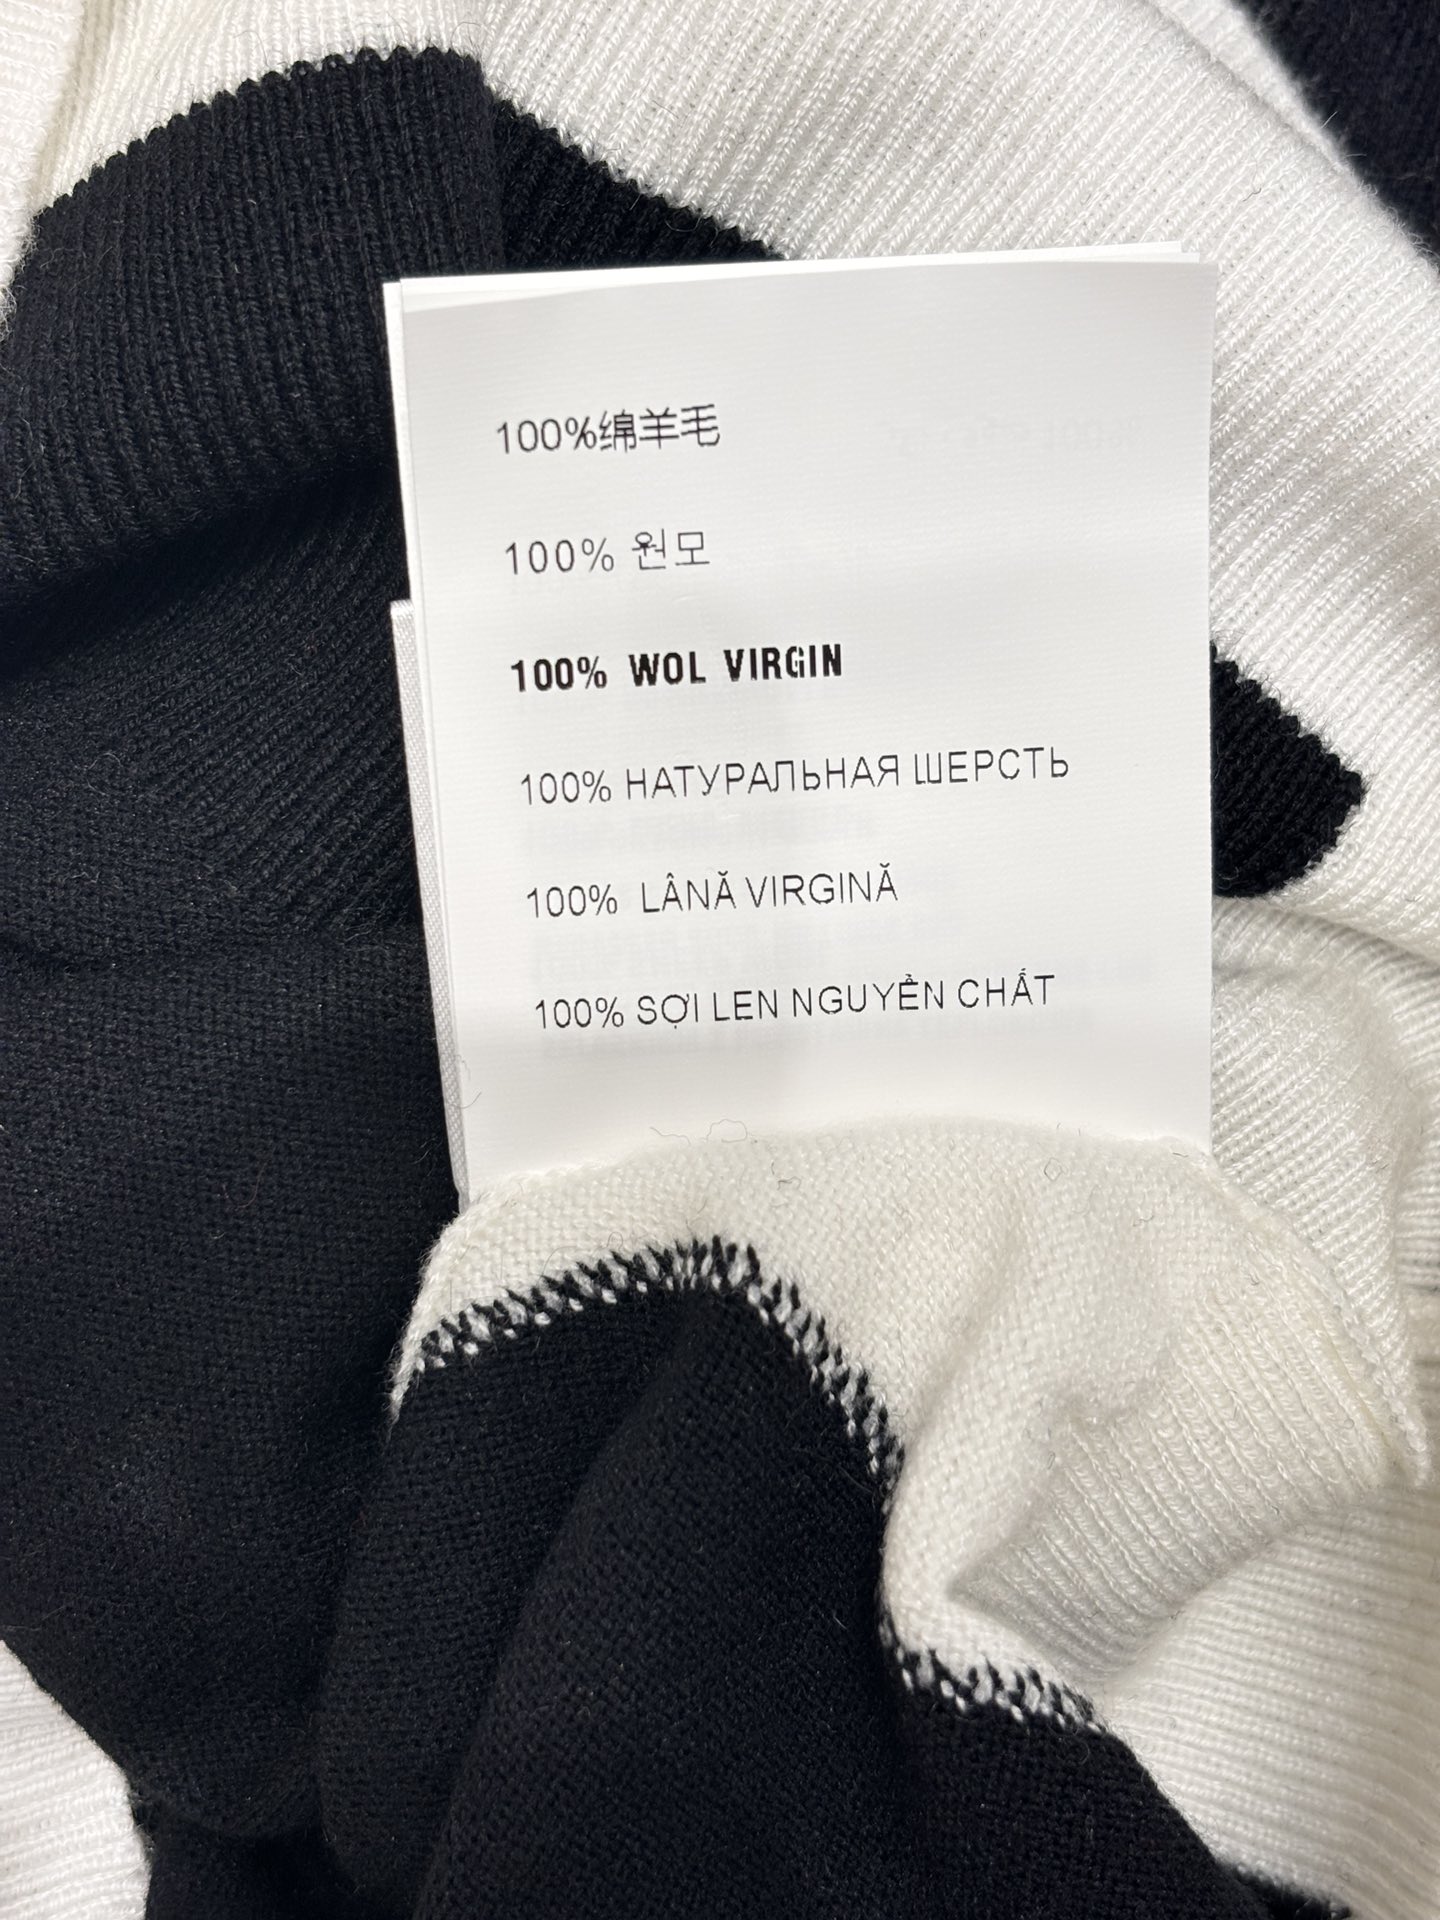 100%绵羊毛
100% 원모
100% WOL VIRGIN
100% НАТУРАЛЬНАЯ ШЕРСТЬ
100% LÂNĂ VIRGINĂ
100% SỢI LEN NGUYỀN CHẤT